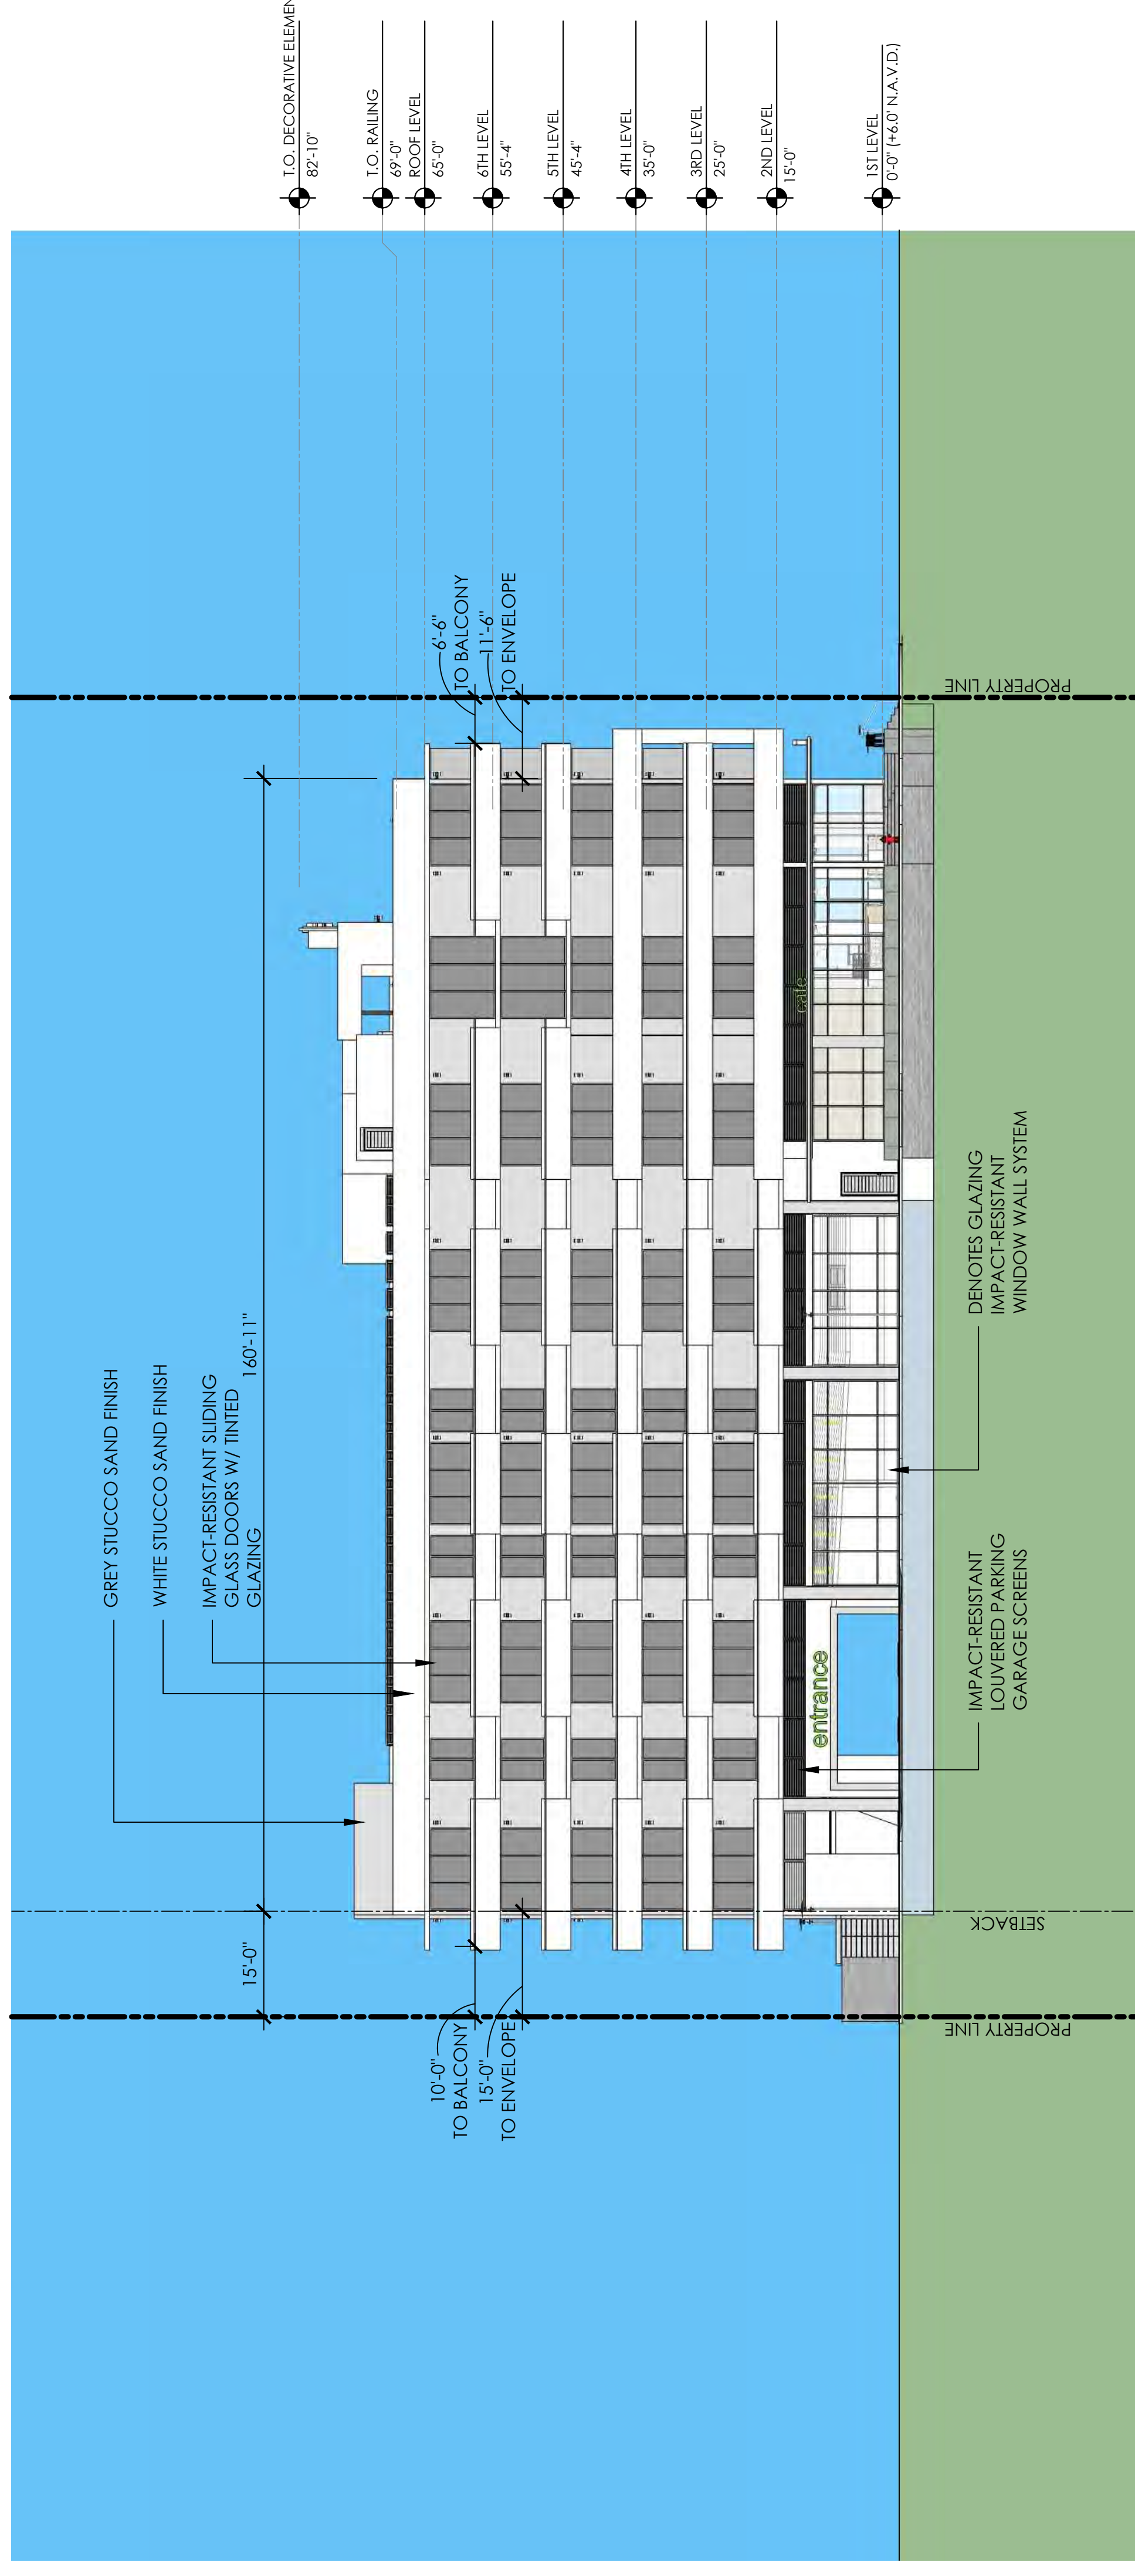 T.O. DECORATIVE ELEMEN
82'-10"
T.O. RAILING
69'-0"
ROOF LEVEL
65'-0"
6TH LEVEL
55'-4"
5TH LEVEL
45'-4"
4TH LEVEL
35'-0"
3RD LEVEL
25'-0"
2ND LEVEL
15'-0"
1ST LEVEL
0'-0" (+6.0' N.A.V.D.)
GREY STUCCO SAND FINISH
WHITE STUCCO SAND FINISH
IMPACT-RESISTANT SLIDING
GLASS DOORS W/ TINTED
GLAZING
160'-11"
15'-0"
6'-6"
TO BALCONY
11'-6"
TO ENVELOPE
10'-0"
TO BALCONY
15'-0"
TO ENVELOPE
PROPERTY LINE
cafe
entrance
DENOTES GLAZING
IMPACT-RESISTANT
WINDOW WALL SYSTEM
IMPACT-RESISTANT
LOUVERED PARKING
GARAGE SCREENS
SETBACK
PROPERTY LINE